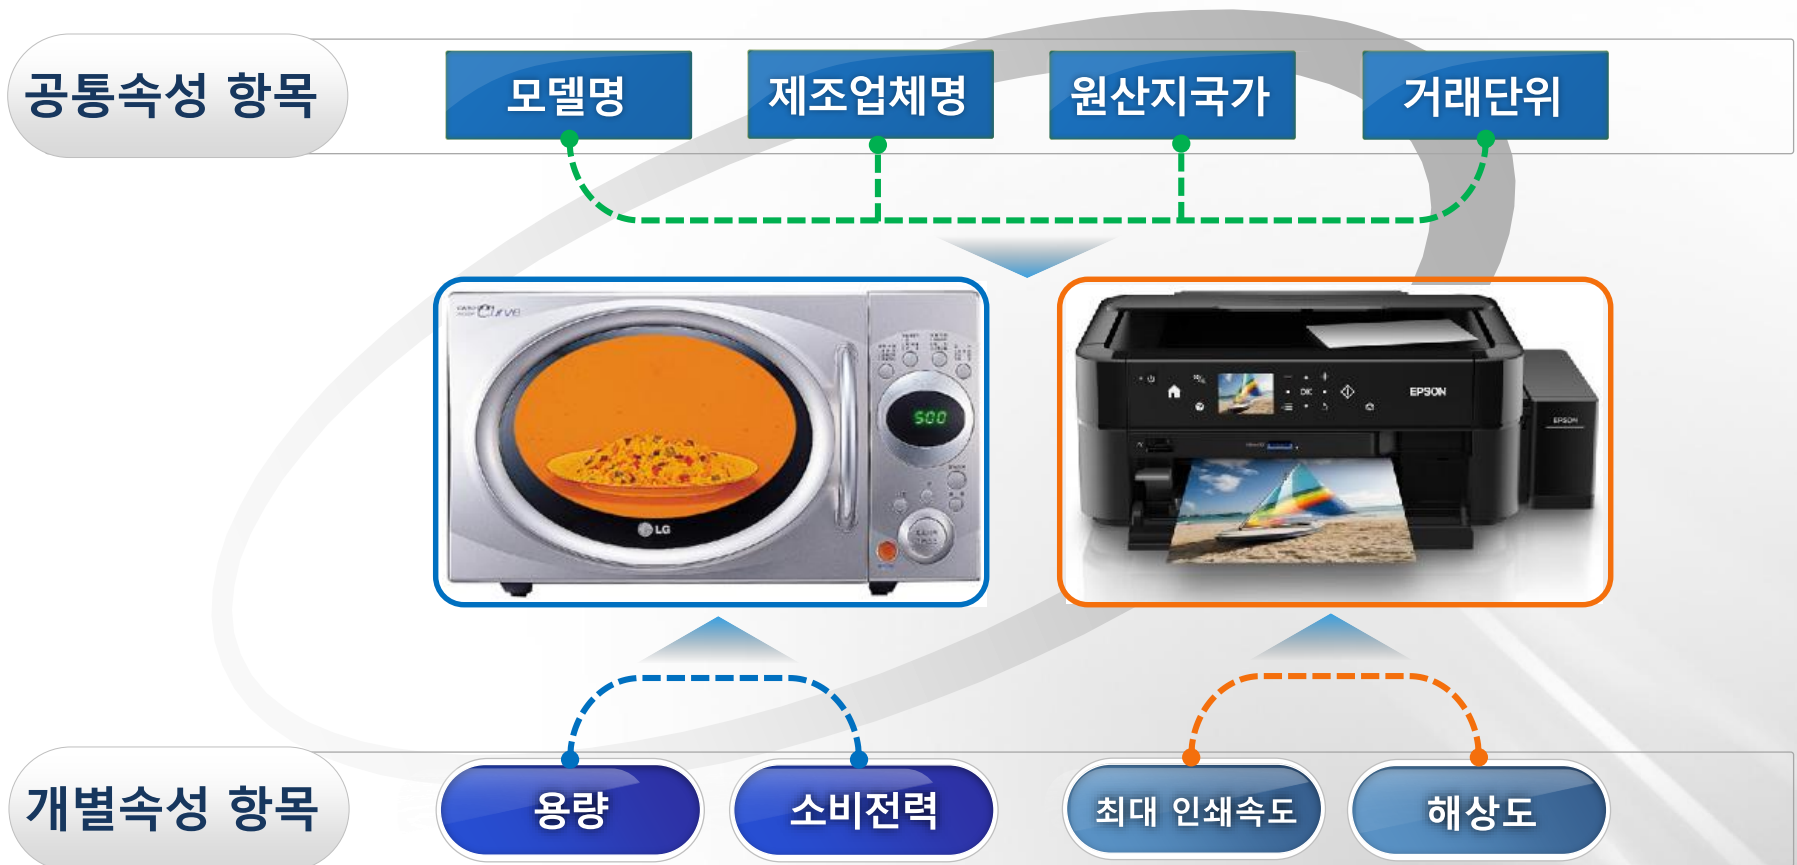 공통속성 항목
모델명
제조업체명
원산지국가
거래단위
500
LG
OK
EPSON
EPSON
개별속성 항목
용량
소비전력
최대 인쇄속도
해상도